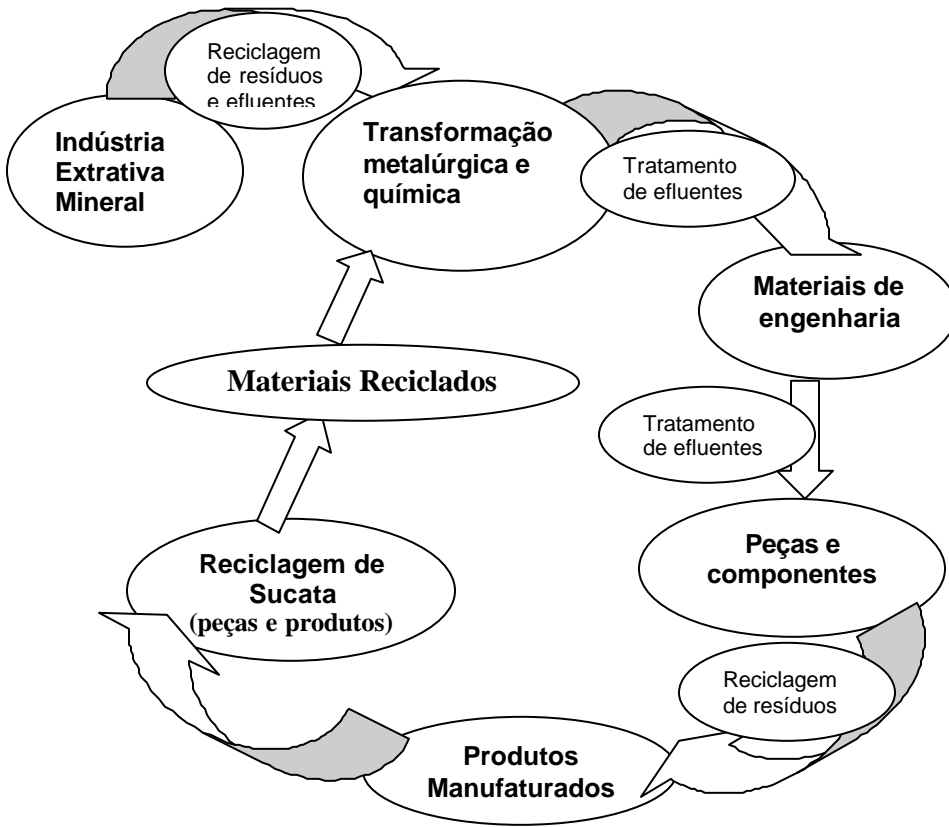 Reciclagem
de resíduos
e efluentes
Indústria
Extrativa
Mineral
Transformação
metalúrgica e
química
Tratamento
de efluentes
Materiais de
engenharia
Materiais Reciclados
Tratamento
de efluentes
Peças e
componentes
Reciclagem de
Sucata
(peças e produtos)
Reciclagem
de resíduos
Produtos
Manufaturados